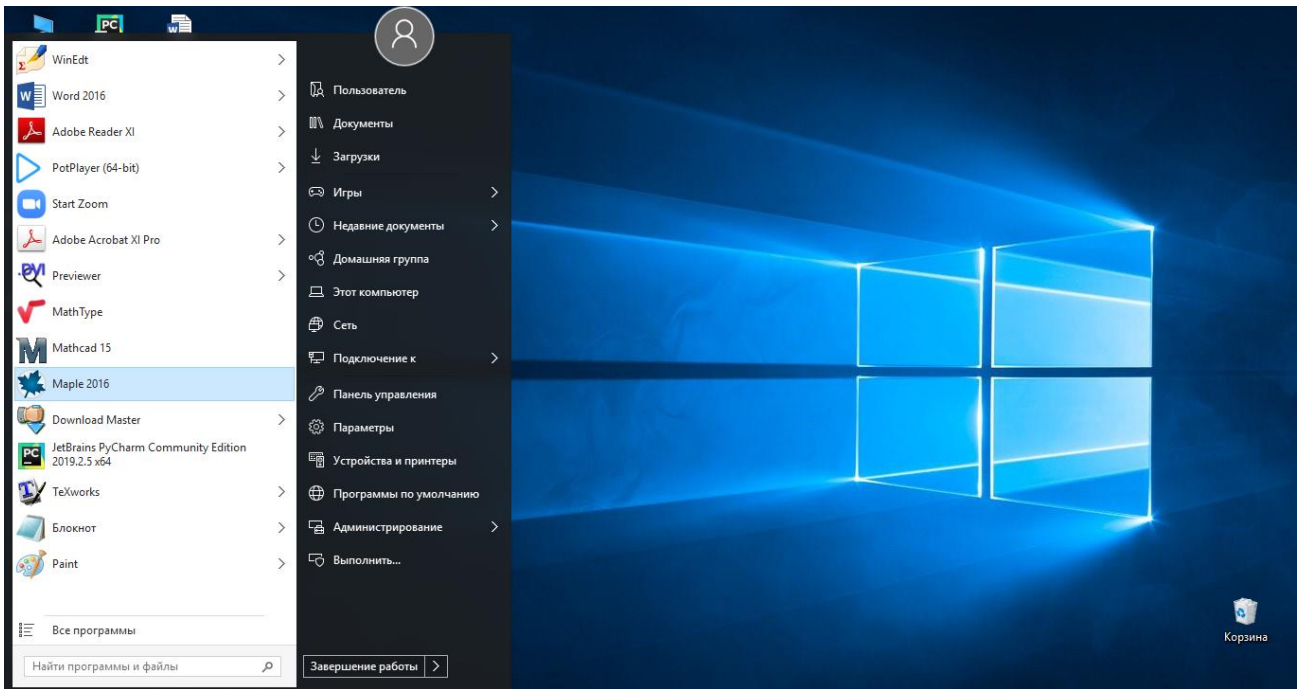 PC
W
WinEdt
Word 2016
Adobe Reader XI
PotPlayer (64-bit)
Start Zoom
Adobe Acrobat XI Pro
Previewer
MathType
Mathcad 15
Maple 2016
Download Master
JetBrains PyCharm Community Edition
2019.2.5 x64
TeXworks
Блокнот
Paint
Все программы
Найти программы и файлы
Пользователь
Документы
Загрузки
Игры
Недавние документы
Домашняя группа
Этот компьютер
Сеть
Подключение к
Панель управления
Параметры
Устройства и принтеры
Программы по умолчанию
Администрирование
Выполнить...
Завершение работы
Корзина